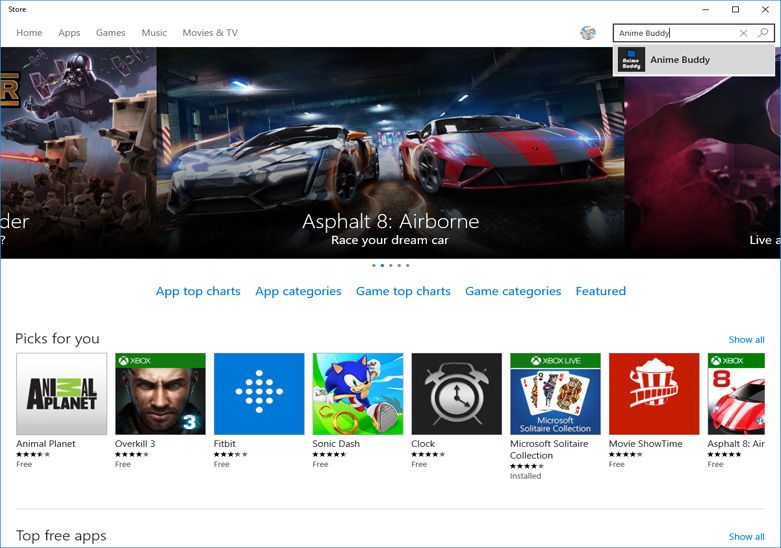 Store
Home Apps Games Music Movies & TV
Anime Buddy
Anime Buddy Anime Buddy
R
der
?
Asphalt 8: Airborne
Race your dream car
Live a
App top charts App categories Game top charts Game categories Featured
Picks for you Show all
ANIMAL PLANET
XBOX
3
XBOX LIVE
Microsoft Solitaire Collection
XBOX
8
Animal Planet
Free
Overkill 3
Free
Fitbit
Free
Sonic Dash
Free
Clock
Free
Microsoft Solitaire
Collection
Installed
Movie ShowTime
Free
Asphalt 8: Air
Free
Top free apps Show all